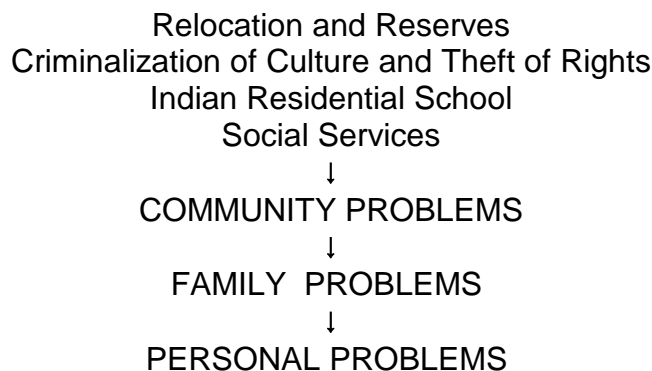 Relocation and Reserves
Criminalization of Culture and Theft of Rights
Indian Residential School
Social Services
↓
COMMUNITY PROBLEMS
↓
FAMILY  PROBLEMS
↓
PERSONAL PROBLEMS